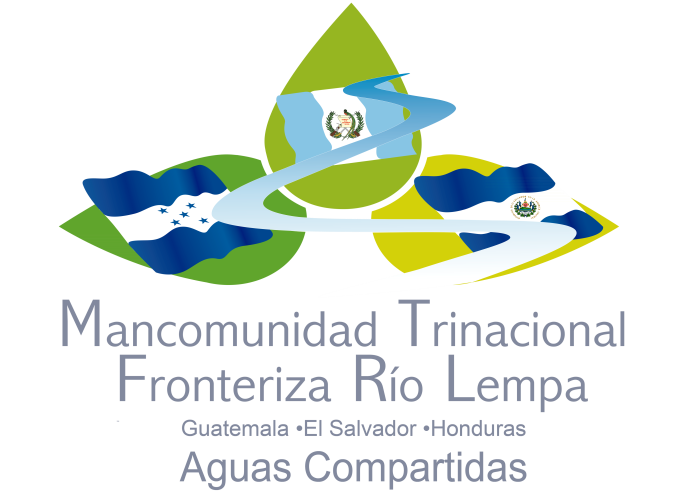 Mancomunidad Trinacional
Fronteriza Río Lempa
Guatemala •El Salvador •Honduras
Aguas Compartidas